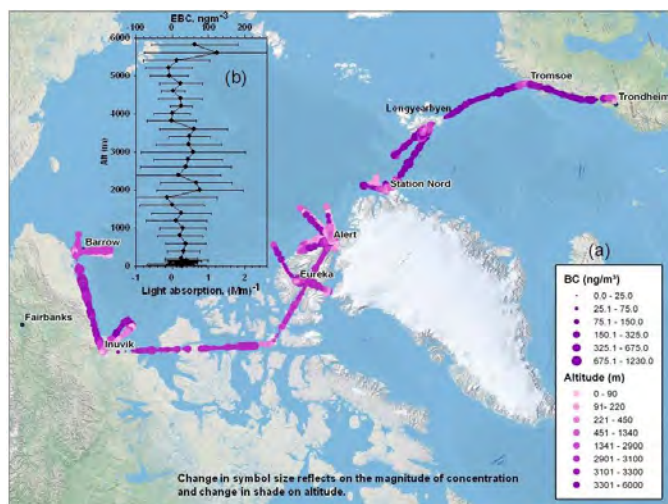 EBC, ngm⁻³
-100 0 100 200
6000
5000
4000
3000
2000
1000
0
Alt m e
(b)
-1 0 1 2
Light absorption, (Mm)⁻¹
Tromsoe
Trondheim
Longyearbyen
Station Nord
Barrow
Alert
Eureka
Fairbanks
Inuvik
(a)
BC (ng/m³)
0.0 - 25.0
25.1 - 75.0
75.1 - 150.0
150.1 - 325.0
325.1 - 675.0
675.1 - 1230.0
Altitude (m)
0 - 90
91- 220
221 - 450
451 - 1340
1341 - 2900
2901 - 3100
3101 - 3300
3301 - 6000
Change in symbol size reflects on the magnitude of concentration
and change in shade on altitude.